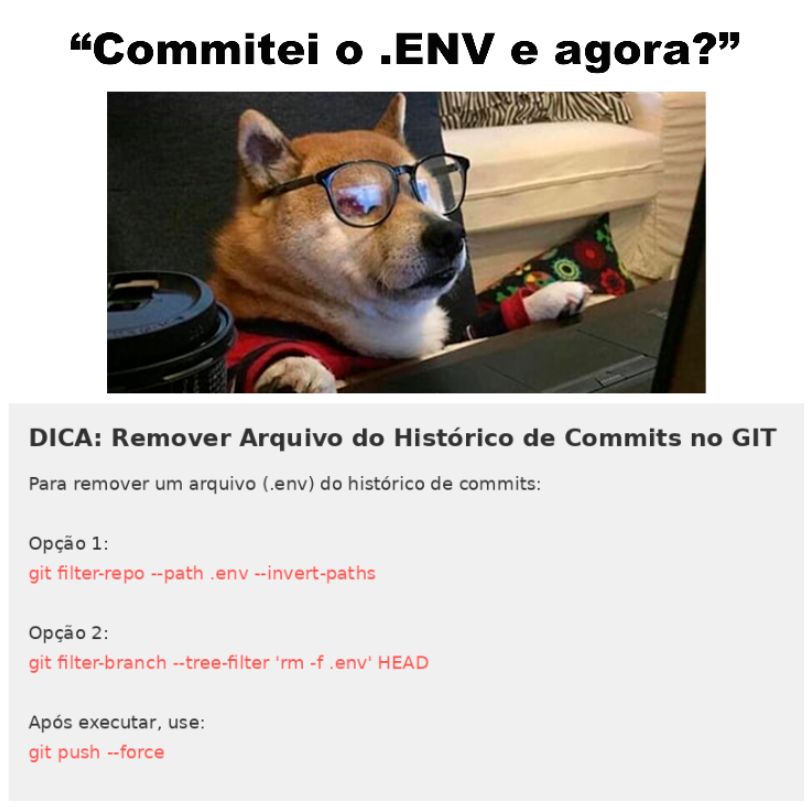 “Commitei o .ENV e agora?”
DICA: Remover Arquivo do Histórico de Commits no GIT
Para remover um arquivo (.env) do histórico de commits:
Opção 1:
git filter-repo --path .env --invert-paths
Opção 2:
git filter-branch --tree-filter 'rm -f .env' HEAD
Após executar, use:
git push --force